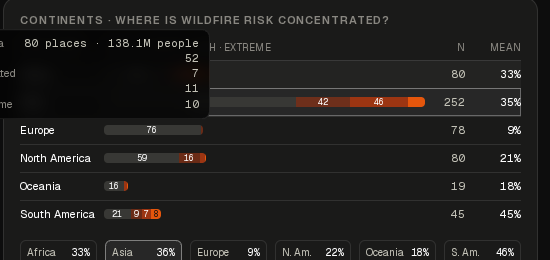 CONTINENTS · WHERE IS WILDFIRE RISK CONCENTRATED?
a 80 places · 138.1M people
52
ted 7
11
me 10
H · EXTREME N MEAN
80 33%
42 46 252 35%
Europe 76 78 9%
North America 59 16 80 21%
Oceania 16 19 18%
South America 21 9 7 8 45 45%
Africa 33% Asia 36% Europe 9% N. Am. 22% Oceania 18% S. Am. 46%